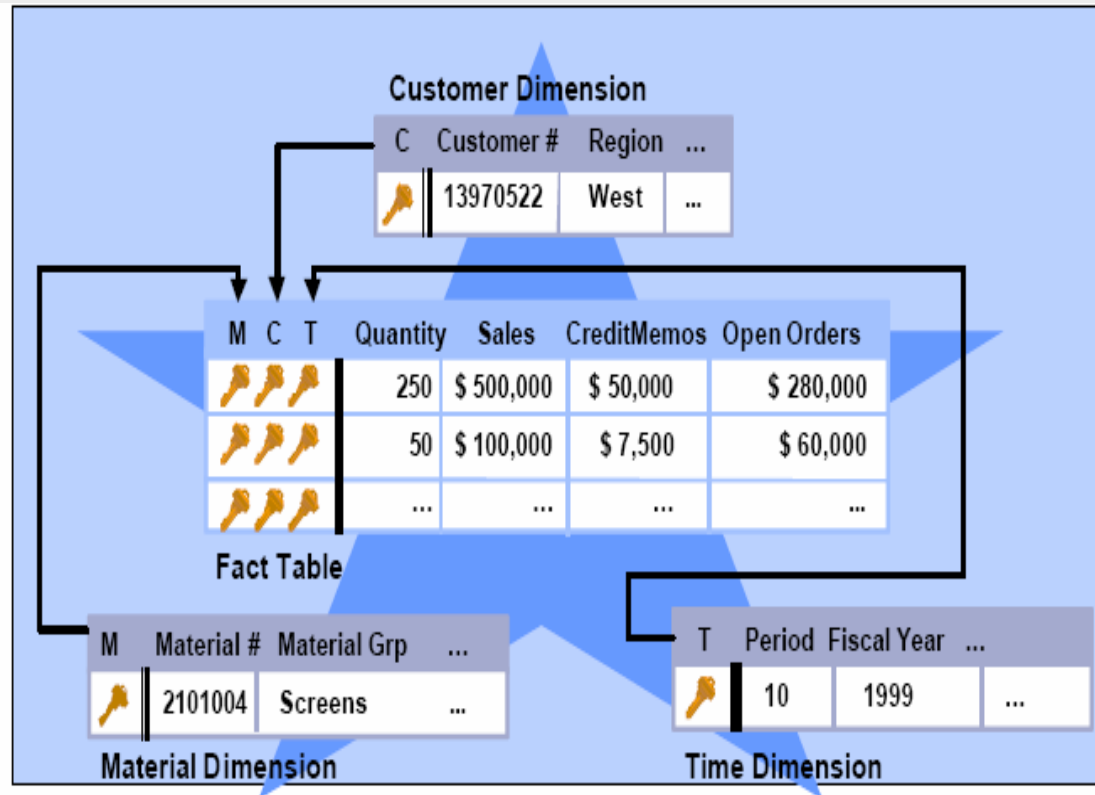 Customer Dimension
C Customer # Region ...
13970522 West ...
M C T Quantity Sales CreditMemos Open Orders
250 $ 500,000 $ 50,000 $ 280,000
50 $ 100,000 $ 7,500 $ 60,000
... ... ... ...
Fact Table
M Material # Material Grp ...
2101004 Screens ...
Material Dimension
T Period Fiscal Year ...
10 1999 ...
Time Dimension